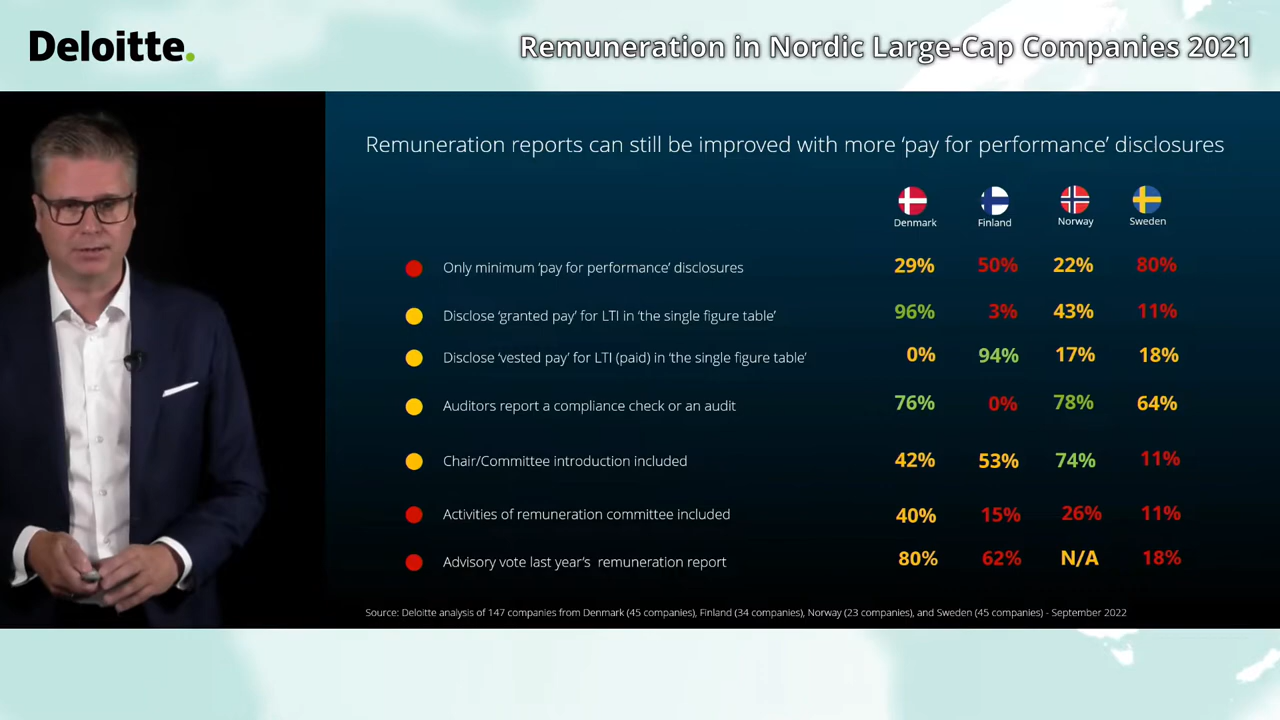 Deloitte.
Remuneration in Nordic Large-Cap Companies 2021
Remuneration reports can still be improved with more ‘pay for performance’ disclosures
Denmark Finland Norway Sweden
Only minimum ‘pay for performance’ disclosures 29% 50% 22% 80%
Disclose ‘granted pay’ for LTI in ‘the single figure table’ 96% 3% 43% 11%
Disclose ‘vested pay’ for LTI (paid) in ‘the single figure table’ 0% 94% 17% 18%
Auditors report a compliance check or an audit 76% 0% 78% 64%
Chair/Committee introduction included 42% 53% 74% 11%
Activities of remuneration committee included 40% 15% 26% 11%
Advisory vote last year’s remuneration report 80% 62% N/A 18%
Source: Deloitte analysis of 147 companies from Denmark (45 companies), Finland (34 companies), Norway (23 companies), and Sweden (45 companies) - September 2022